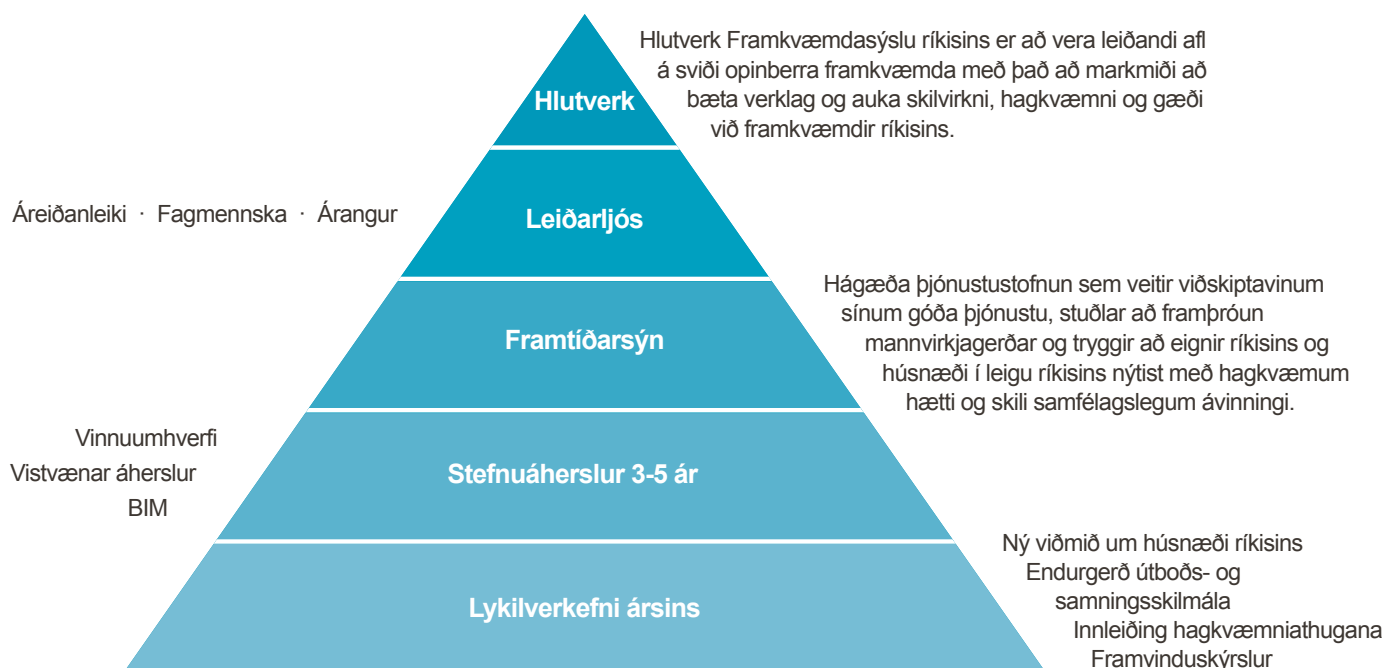 Hlutverk Framkvæmdasýslu ríkisins er að vera leiðandi afl
á sviði opinberra framkvæmda með það að markmiði að
bæta verklag og auka skilvirkni, hagkvæmni og gæði
við framkvæmdir ríkisins.
Hlutverk
Áreiðanleiki · Fagmennska · Árangur
Leiðarljós
Hágæða þjónustustofnun sem veitir viðskiptavinum
sínum góða þjónustu, stuðlar að framþróun
mannvirkjagerðar og tryggir að eignir ríkisins og
húsnæði í leigu ríkisins nýtist með hagkvæmum
hætti og skili samfélagslegum ávinningi.
Framtíðarsýn
Vinnuumhverfi
Vistvænar áherslur
BIM
Stefnuáherslur 3-5 ár
Ný viðmið um húsnæði ríkisins
Endurgerð útboðs- og
samningsskilmála
Innleiðing hagkvæmniathugana
Framvinduskýrslur
Lykilverkefni ársins